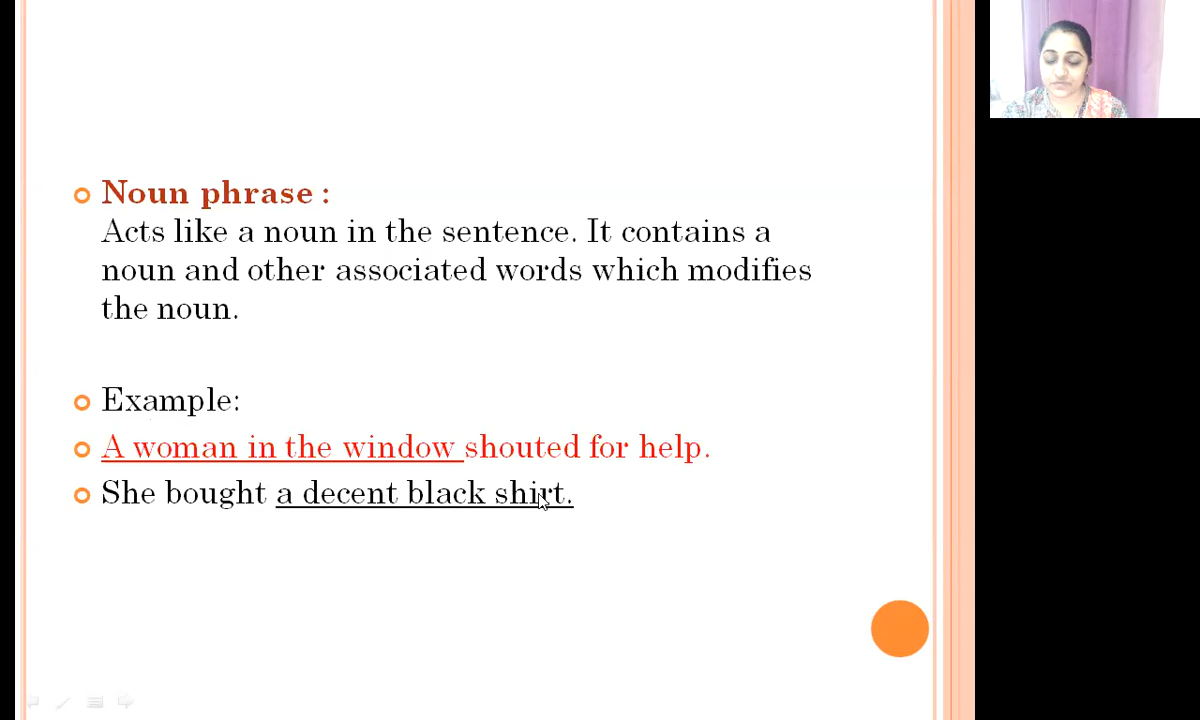 Noun phrase :
Acts like a noun in the sentence. It contains a
noun and other associated words which modifies
the noun.
Example:
A woman in the window shouted for help.
She bought a decent black shirt.